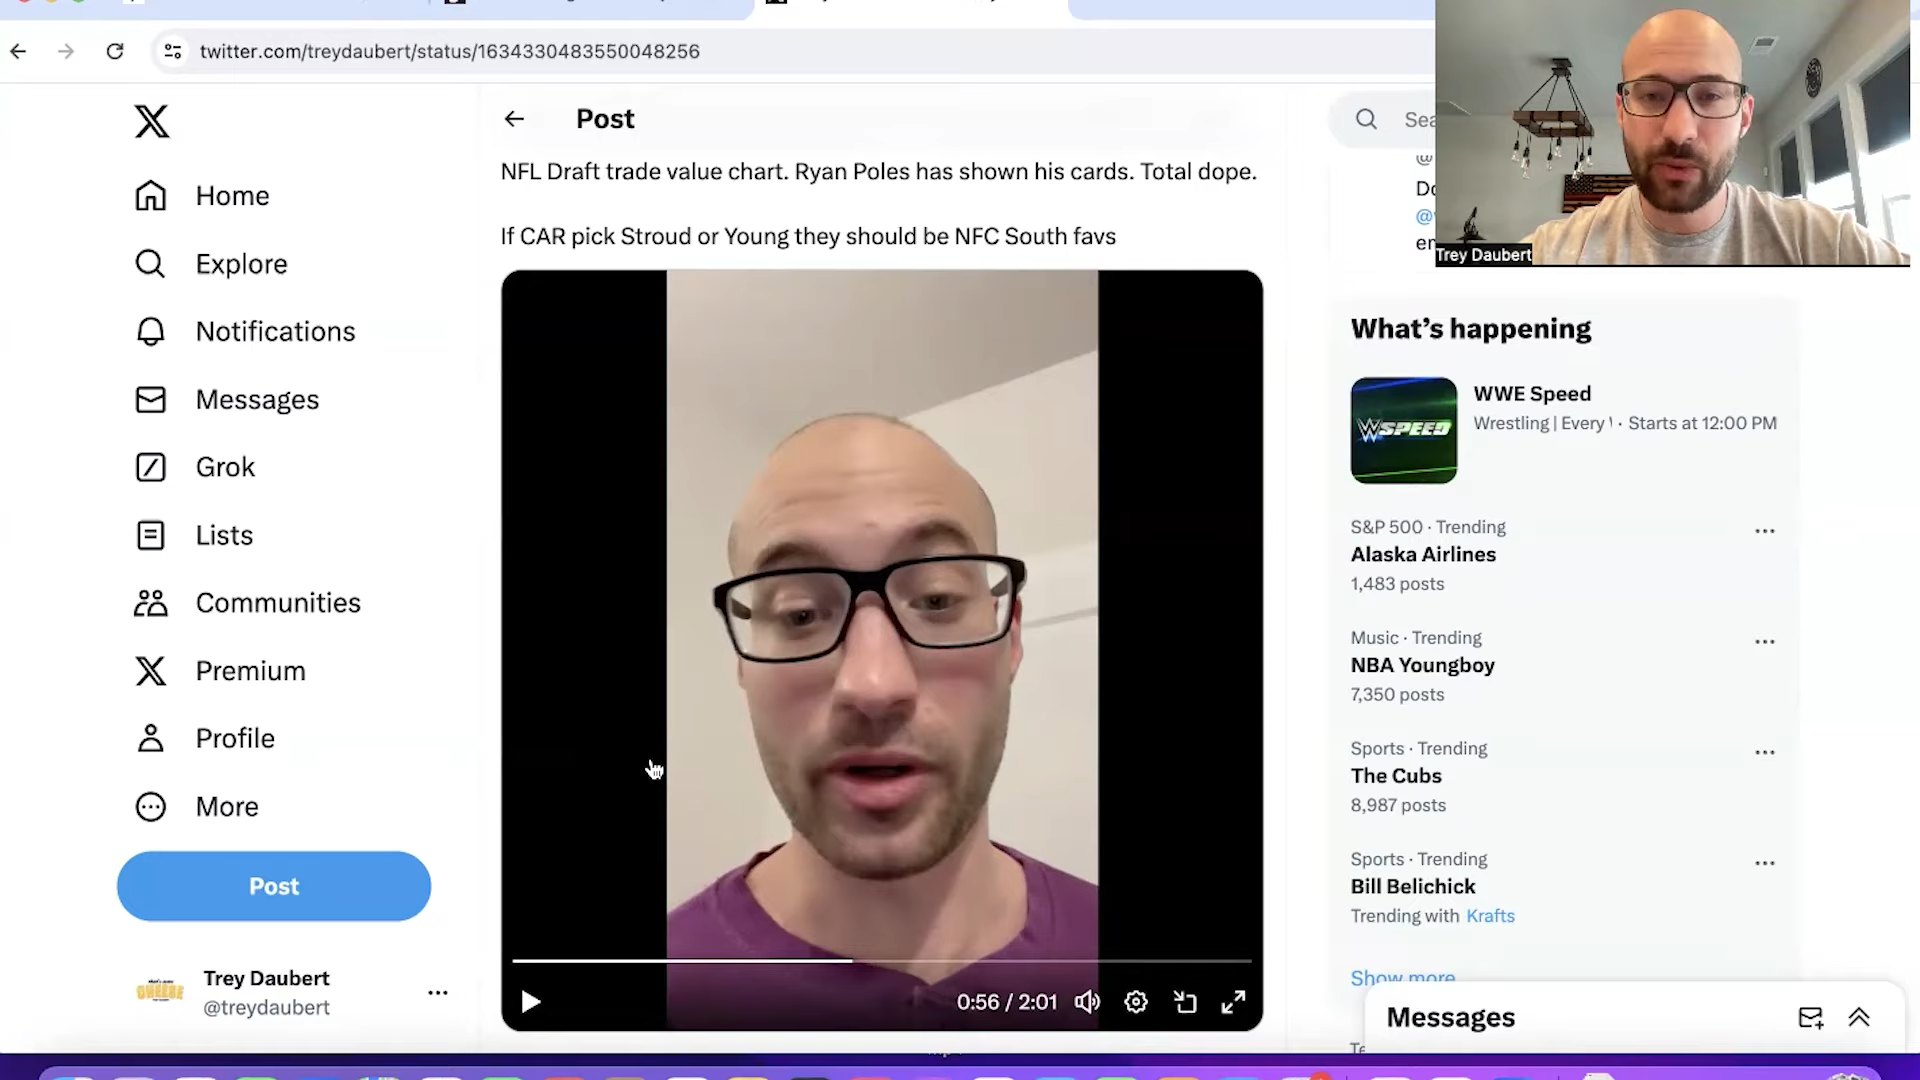 twitter.com/treydaubert/status/1634330483550048256
Post
NFL Draft trade value chart. Ryan Poles has shown his cards. Total dope.
If CAR pick Stroud or Young they should be NFC South favs
Home
Explore
Notifications
Messages
Grok
Lists
Communities
Premium
Profile
More
Post
Trey Daubert
@treydaubert
0:56 / 2:01
Trey Daubert
What's happening
WWE Speed
Wrestling | Every · Starts at 12:00 PM
SPEED
S&P 500 · Trending
Alaska Airlines
1,483 posts
Music · Trending
NBA Youngboy
7,350 posts
Sports · Trending
The Cubs
8,987 posts
Sports · Trending
Bill Belichick
Trending with Krafts
Show more
Messages